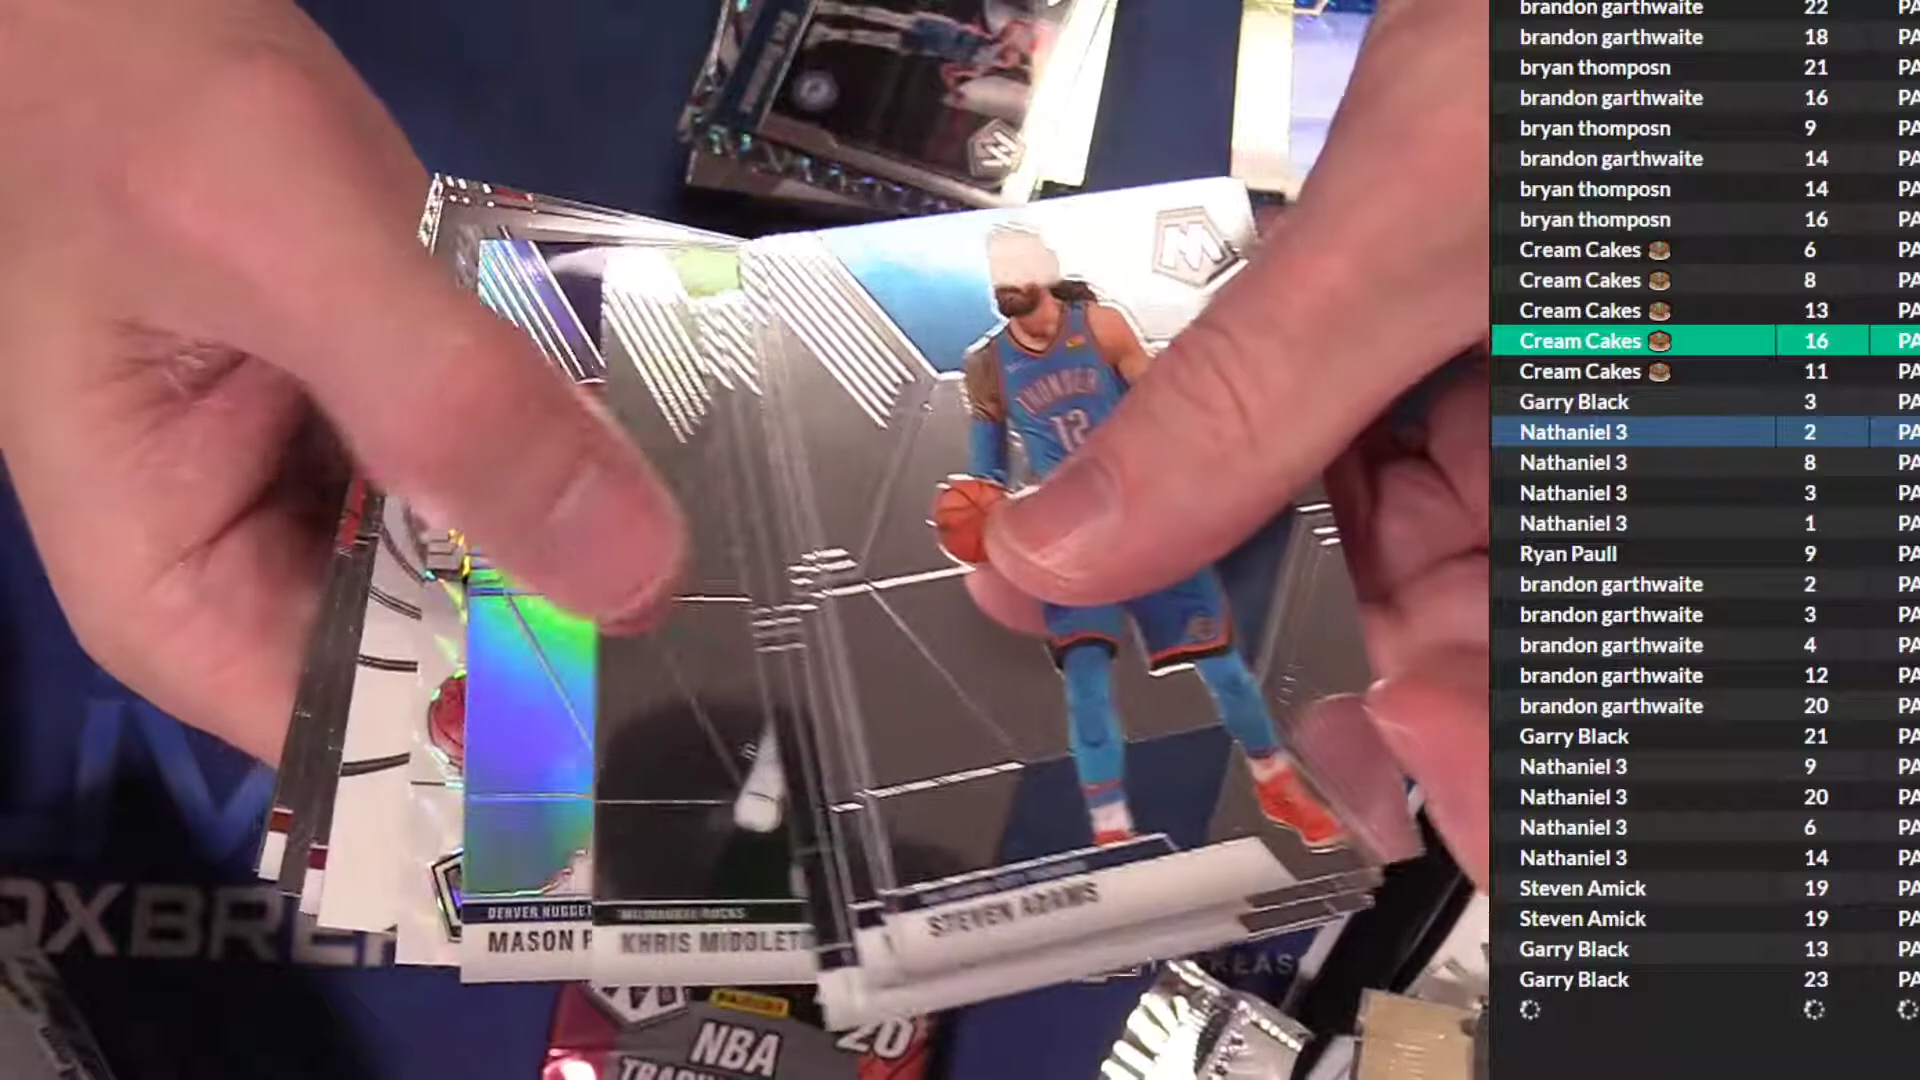 brandon garthwaite 22 PA
brandon garthwaite 18 PA
bryan thomposn 21 PA
brandon garthwaite 16 PA
bryan thomposn 9 PA
brandon garthwaite 14 PA
bryan thomposn 14 PA
bryan thomposn 16 PA
Cream Cakes 6 PA
Cream Cakes 8 PA
Cream Cakes 13 PA
Cream Cakes 16 PA
Cream Cakes 11 PA
Garry Black 3 PA
Nathaniel 3 2 PA
Nathaniel 3 8 PA
Nathaniel 3 3 PA
Nathaniel 3 1 PA
Ryan Paull 9 PA
brandon garthwaite 2 PA
brandon garthwaite 3 PA
brandon garthwaite 4 PA
brandon garthwaite 12 PA
brandon garthwaite 20 PA
Garry Black 21 PA
Nathaniel 3 9 PA
Nathaniel 3 20 PA
Nathaniel 3 6 PA
Nathaniel 3 14 PA
Steven Amick 19 PA
Steven Amick 19 PA
Garry Black 13 PA
Garry Black 23 PA
THUNDER
12
STEVEN ADAMS
MILWAUKEE BUCKS
KHRIS MIDDLET
DENVER NUGGET
MASON P
OXBRE
PANINI
20
NBA